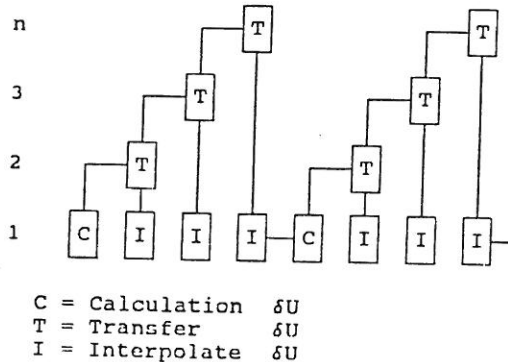 n T T
3 T T
2 T T
1 C I I I C I I I
C = Calculation δU
T = Transfer δU
I = Interpolate δU